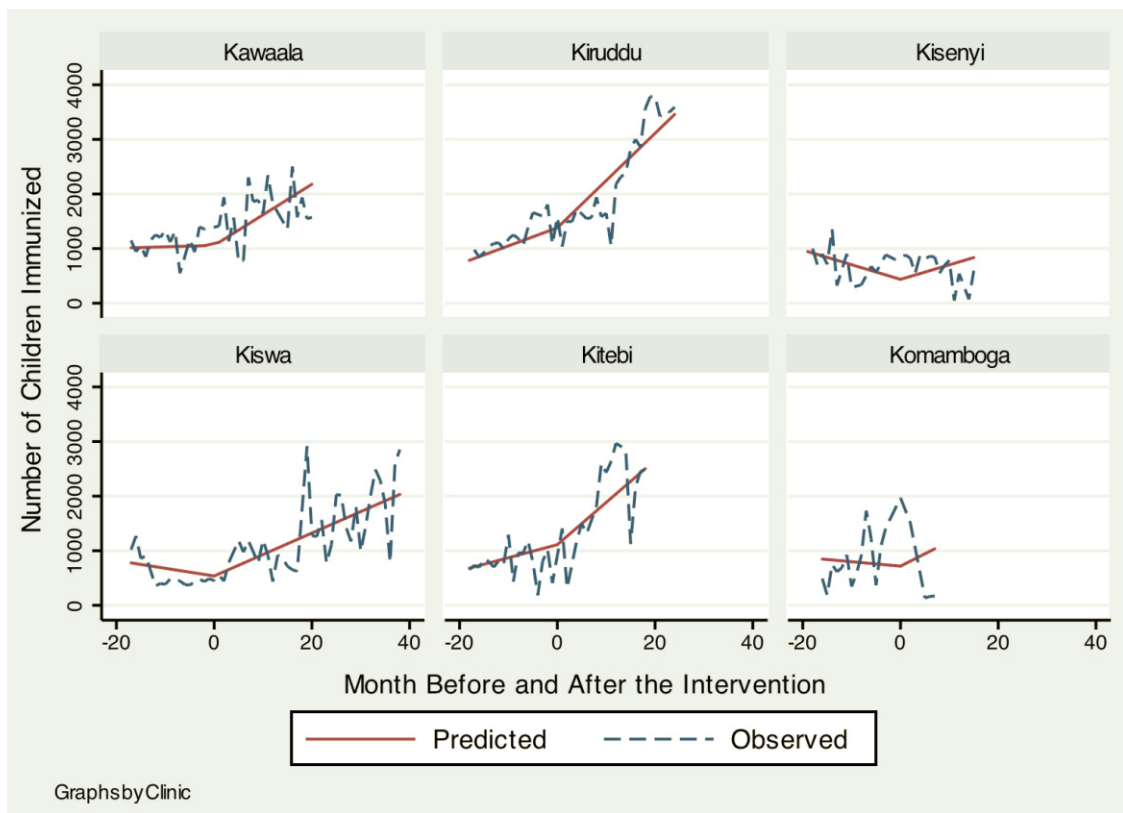 Kawaala Kiruddu Kisenyi
4000
3000
2000
1000
0
Kiswa Kitebi Komamboga
4000
3000
2000
1000
0
Number of Children Immunized
-20 0 20 40 -20 0 20 40 -20 0 20 40
Month Before and After the Intervention
Predicted Observed
Graphs by Clinic